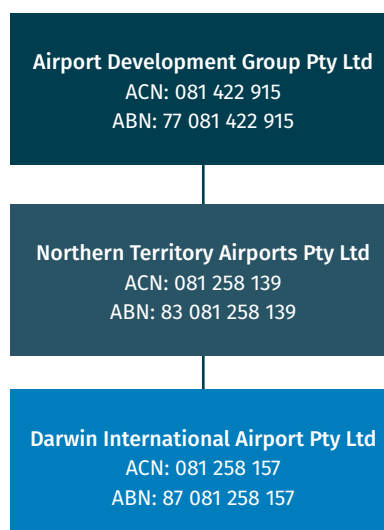 Airport Development Group Pty Ltd
ACN: 081 422 915
ABN: 77 081 422 915
Northern Territory Airports Pty Ltd
ACN: 081 258 139
ABN: 83 081 258 139
Darwin International Airport Pty Ltd
ACN: 081 258 157
ABN: 87 081 258 157